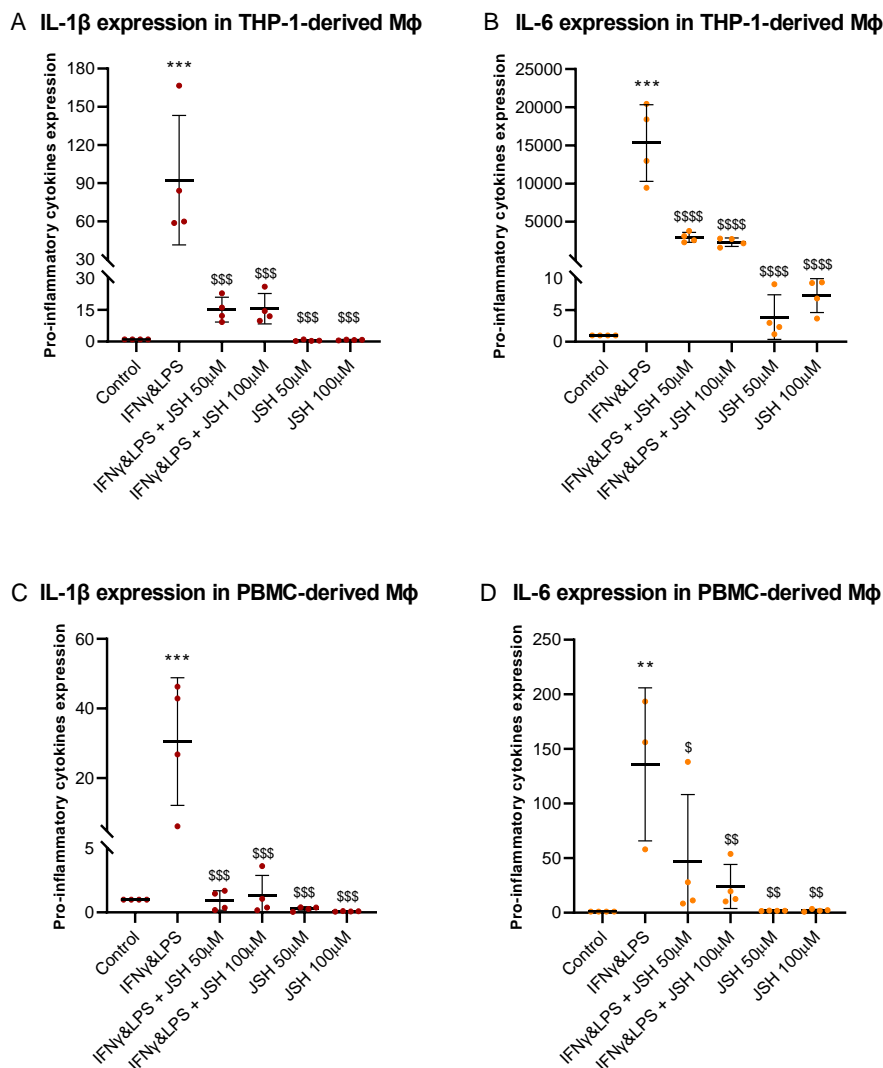 A IL-1β expression in THP-1-derived Mϕ
Pro-inflammatory cytokines expression
180
150
120
90
60
30
30
15
0
***
$$$
$$$
$$$
$$$
Control
IFNγ&LPS
IFNγ&LPS + JSH 50μM
IFNγ&LPS + JSH 100μM
JSH 50μM
JSH 100μM
B IL-6 expression in THP-1-derived Mϕ
Pro-inflammatory cytokines expression
25000
20000
15000
10000
5000
10
5
0
***
$$$$
$$$$
$$$$
$$$$
Control
IFNγ&LPS
IFNγ&LPS + JSH 50μM
IFNγ&LPS + JSH 100μM
JSH 50μM
JSH 100μM
C IL-1β expression in PBMC-derived Mϕ
Pro-inflammatory cytokines expression
60
40
20
5
0
***
$$$
$$$
$$$
$$$
Control
IFNγ&LPS
IFNγ&LPS + JSH 50μM
IFNγ&LPS + JSH 100μM
JSH 50μM
JSH 100μM
D IL-6 expression in PBMC-derived Mϕ
Pro-inflammatory cytokines expression
250
200
150
100
50
0
**
$
$$
$$
$$
Control
IFNγ&LPS
IFNγ&LPS + JSH 50μM
IFNγ&LPS + JSH 100μM
JSH 50μM
JSH 100μM